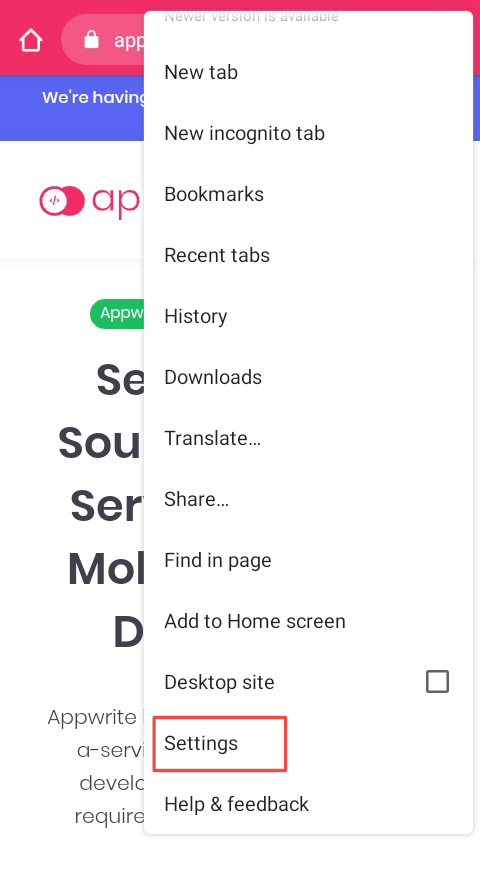 Newer version is available
app
New tab
We're having
New incognito tab
Bookmarks
ap
Recent tabs
History
Appw
Se
Downloads
Sou
Translate...
Ser
Share...
Mol
Find in page
D
Add to Home screen
Desktop site
Appwrite
a-servi
Settings
develo
require
Help & feedback